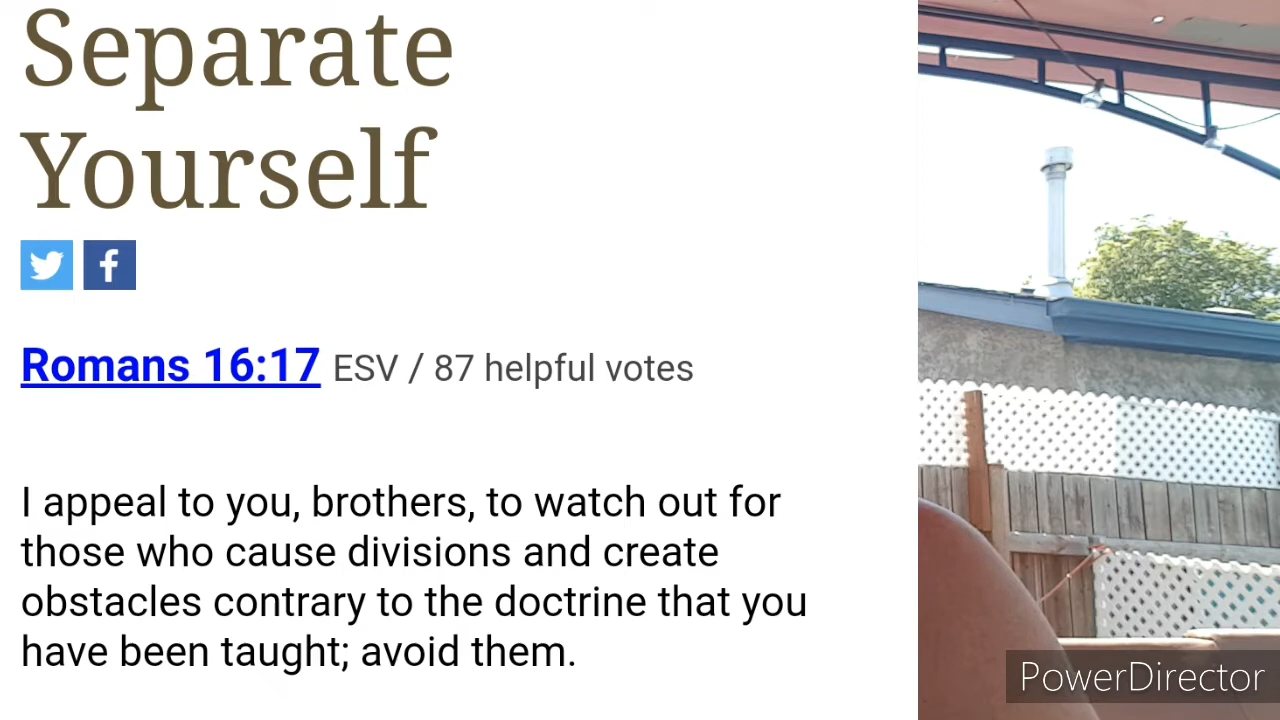 Separate
Yourself
Romans 16:17 ESV / 87 helpful votes
I appeal to you, brothers, to watch out for
those who cause divisions and create
obstacles contrary to the doctrine that you
have been taught; avoid them.
PowerDirector